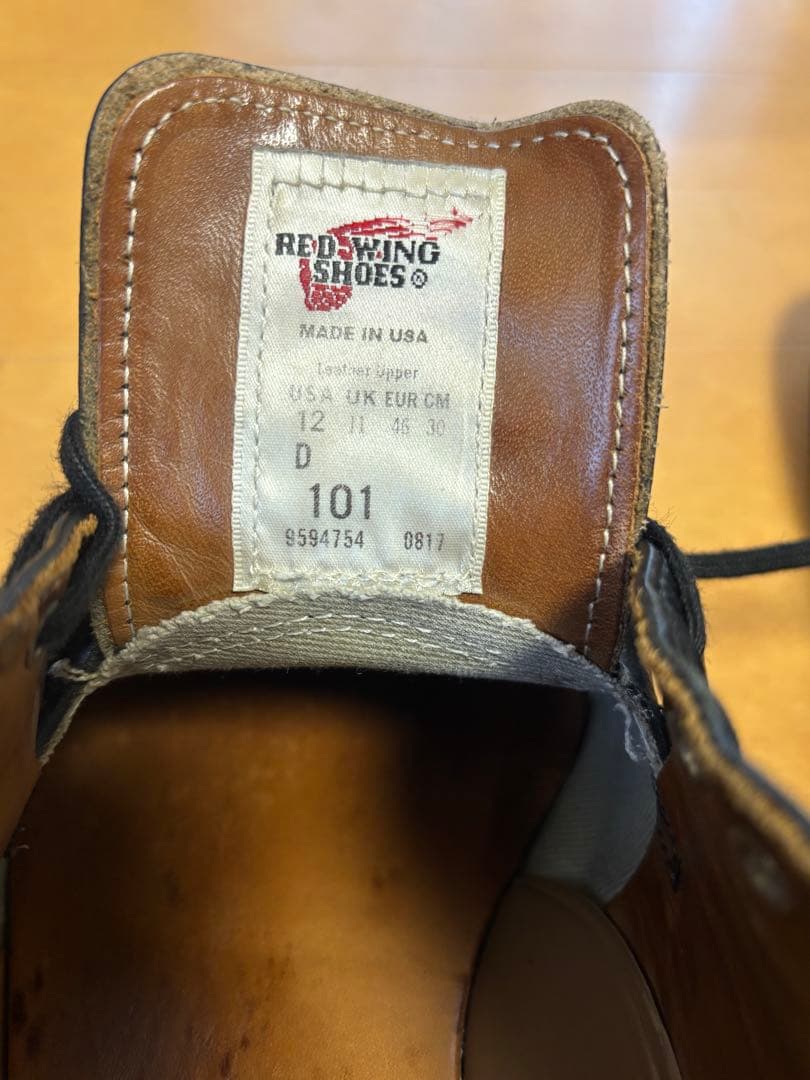 RED WING
SHOES®
MADE IN USA
Leather Upper
USA UK EUR CM
12 11 46 30
D
101
9594754 0817